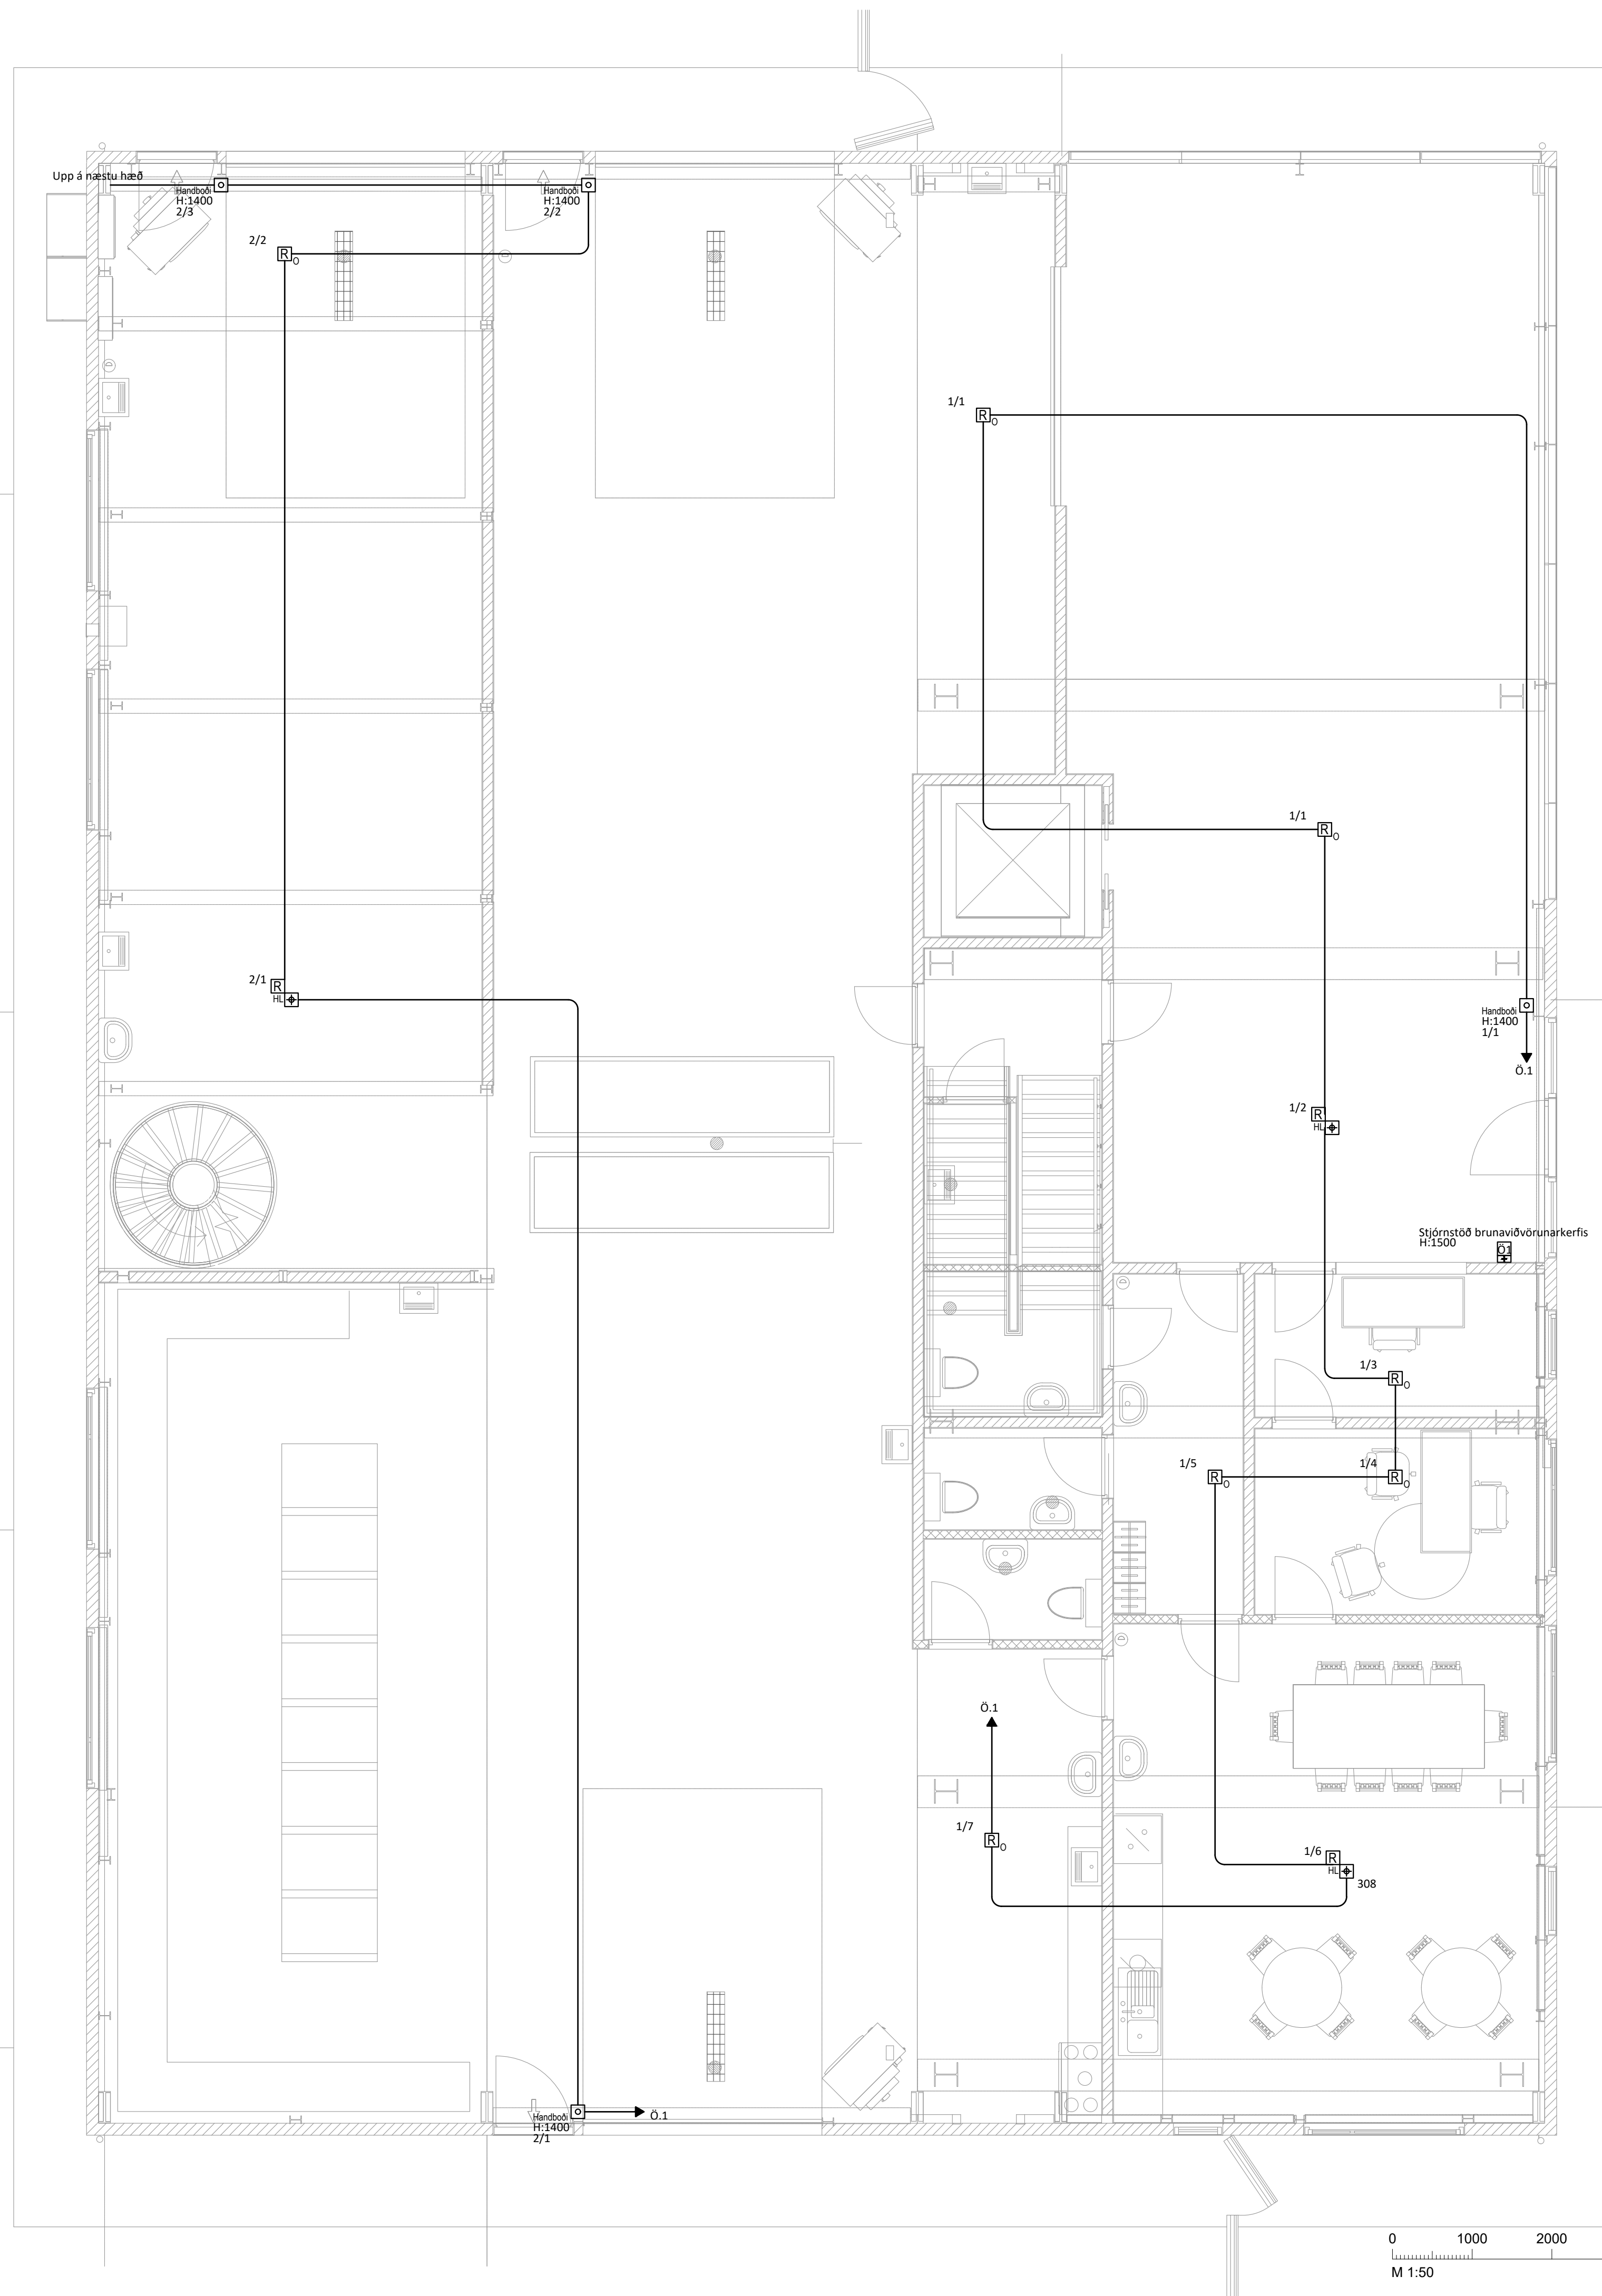 Upp á næstu hæð
Handboði
H:1400
2/3
Handboði
H:1400
2/2
2/2
R
O
1/1
R
O
1/1
R
O
2/1
R
HL
Handboði
H:1400
1/1
Ö.1
1/2
R
HL
Stjórnstöð brunaviðvörunarkerfis
H:1500
Ö1
1/3
R
O
1/5
R
O
1/4
R
O
Ö.1
1/7
R
O
1/6
R
HL
308
Handboði
H:1400
2/1
Ö.1
0 1000 2000
M 1:50